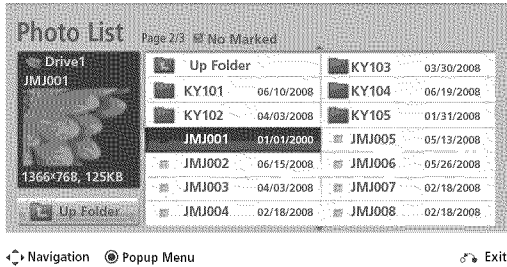 Photo List Page 2/3 No Marked
Drive1
JMJ001
1366x768, 125KB
Up Folder
Up Folder
KY101 06/10/2008
KY102 04/03/2008
JMJ001 01/01/2000
JMJ002 06/15/2008
JMJ003 04/03/2008
JMJ004 02/18/2008
KY103 03/30/2008
KY104 06/19/2008
KY105 01/31/2008
JMJ005 05/13/2008
JMJ006 05/26/2008
JMJ007 02/18/2008
JMJ008 02/18/2008
Navigation Popup Menu Exit